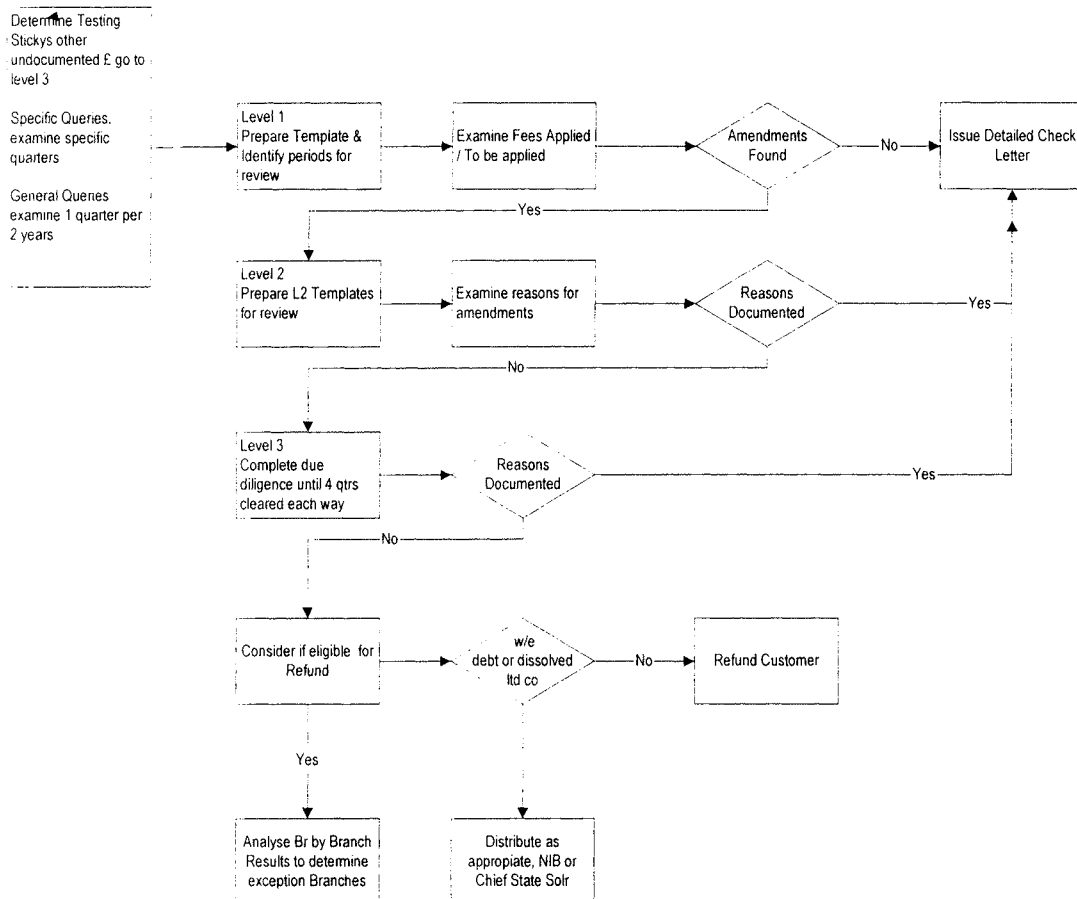 Determine Testing
Stickys other
undocumented £ go to
level 3
Specific Queries,
examine specific
quarters
General Queries
examine 1 quarter per
2 years
Level 1
Prepare Template &
Identify periods for
review
Examine Fees Applied
/ To be applied
Amendments
Found
No
Issue Detailed Check
Letter
Yes
Level 2
Prepare L2 Templates
for review
Examine reasons for
amendments
Reasons
Documented
Yes
No
Level 3
Complete due
diligence until 4 qtrs
cleared each way
Reasons
Documented
Yes
No
Consider if eligible for
Refund
w/e
debt or dissolved
ltd co
No
Refund Customer
Yes
Analyse Br by Branch
Results to determine
exception Branches
Distribute as
appropiate, NIB or
Chief State Solr